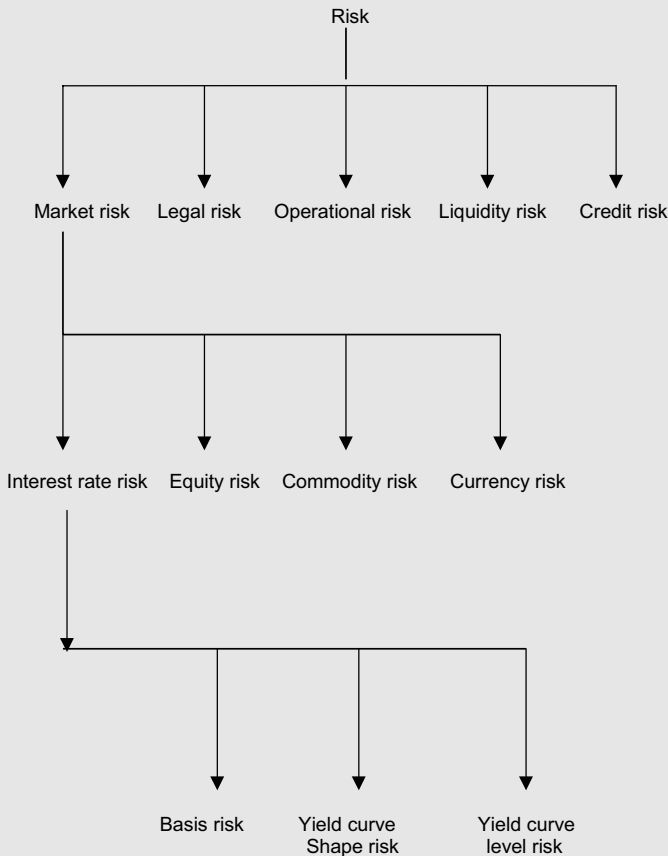 Risk
Market risk Legal risk Operational risk Liquidity risk Credit risk
Interest rate risk Equity risk Commodity risk Currency risk
Basis risk Yield curve Yield curve
Shape risk level risk